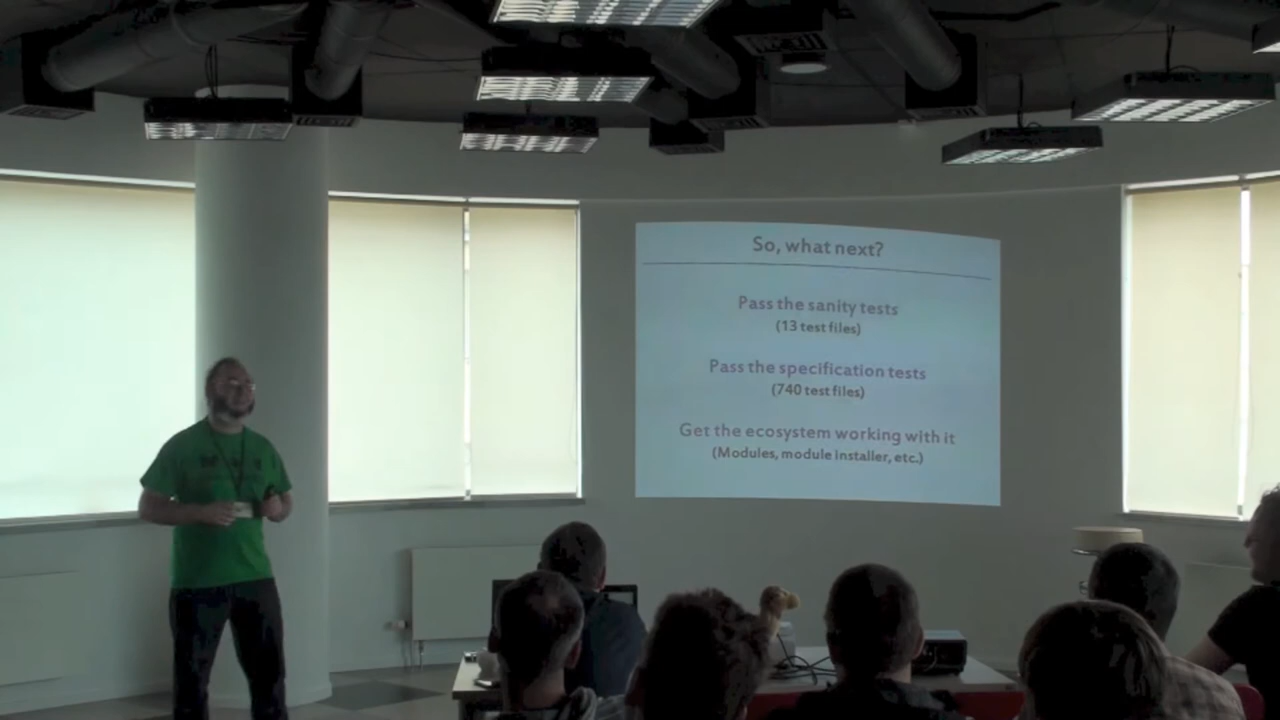 So, what next?
Pass the sanity tests
(13 test files)
Pass the specification tests
(740 test files)
Get the ecosystem working with it
(Modules, module installer, etc.)